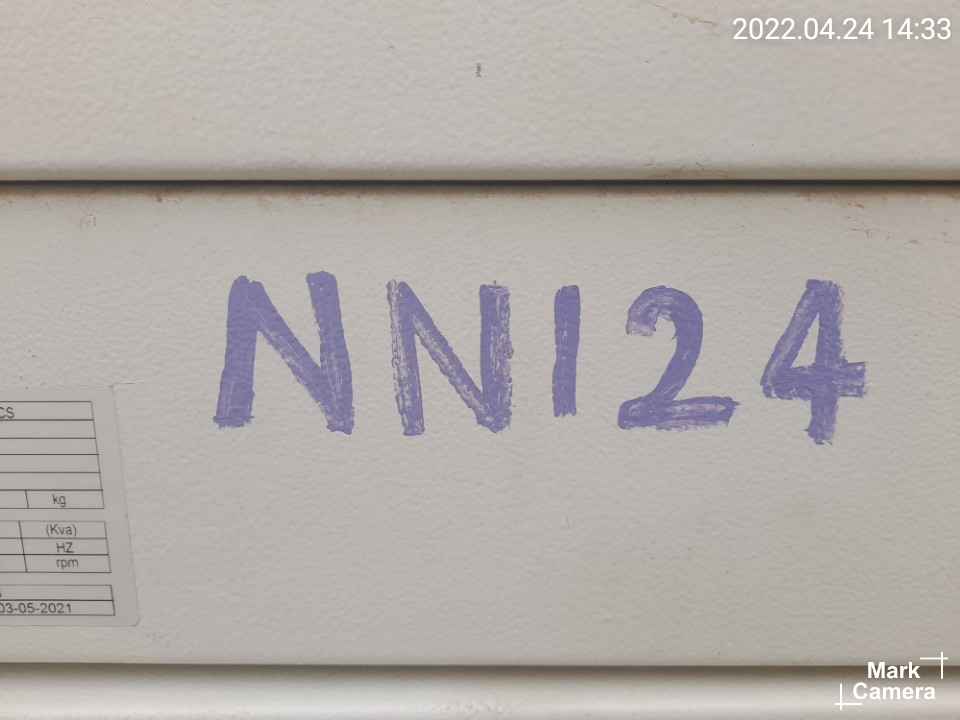 2022.04.24 14:33
NN124
CS
kg
(Kva)
HZ
rpm
03-05-2021
Mark
Camera